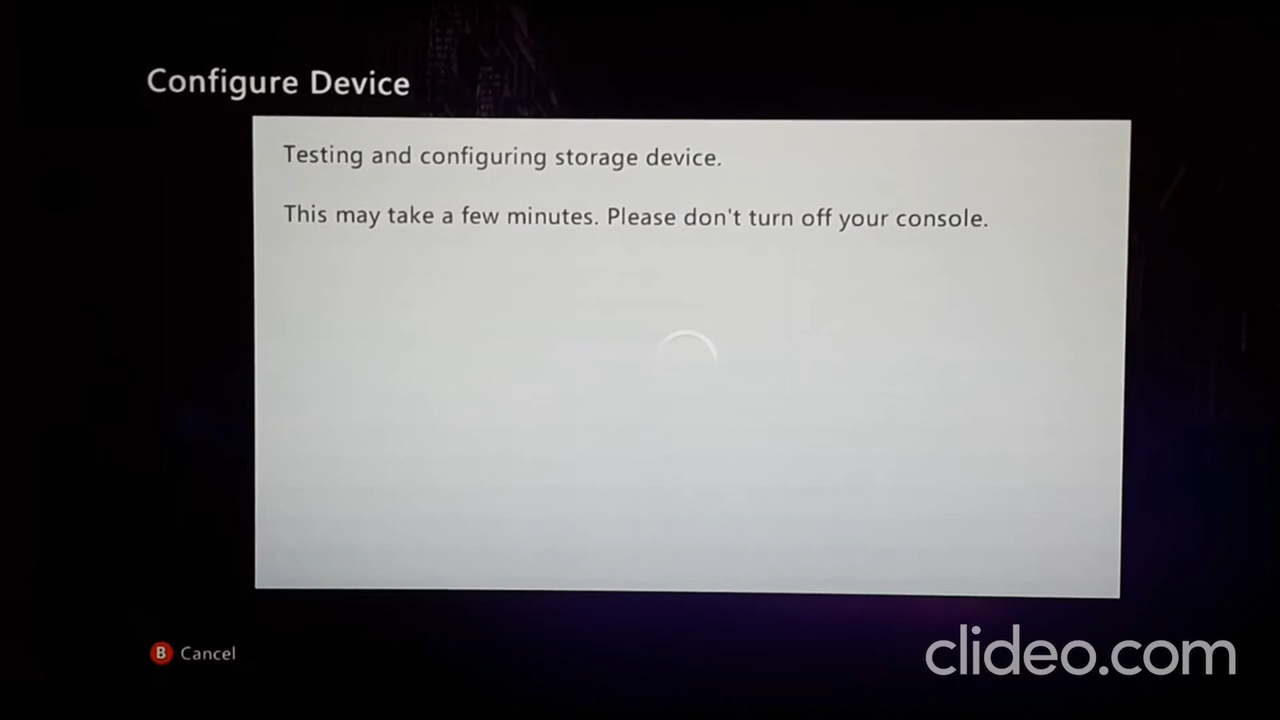 Configure Device
Testing and configuring storage device.
This may take a few minutes. Please don't turn off your console.
B Cancel
clideo.com